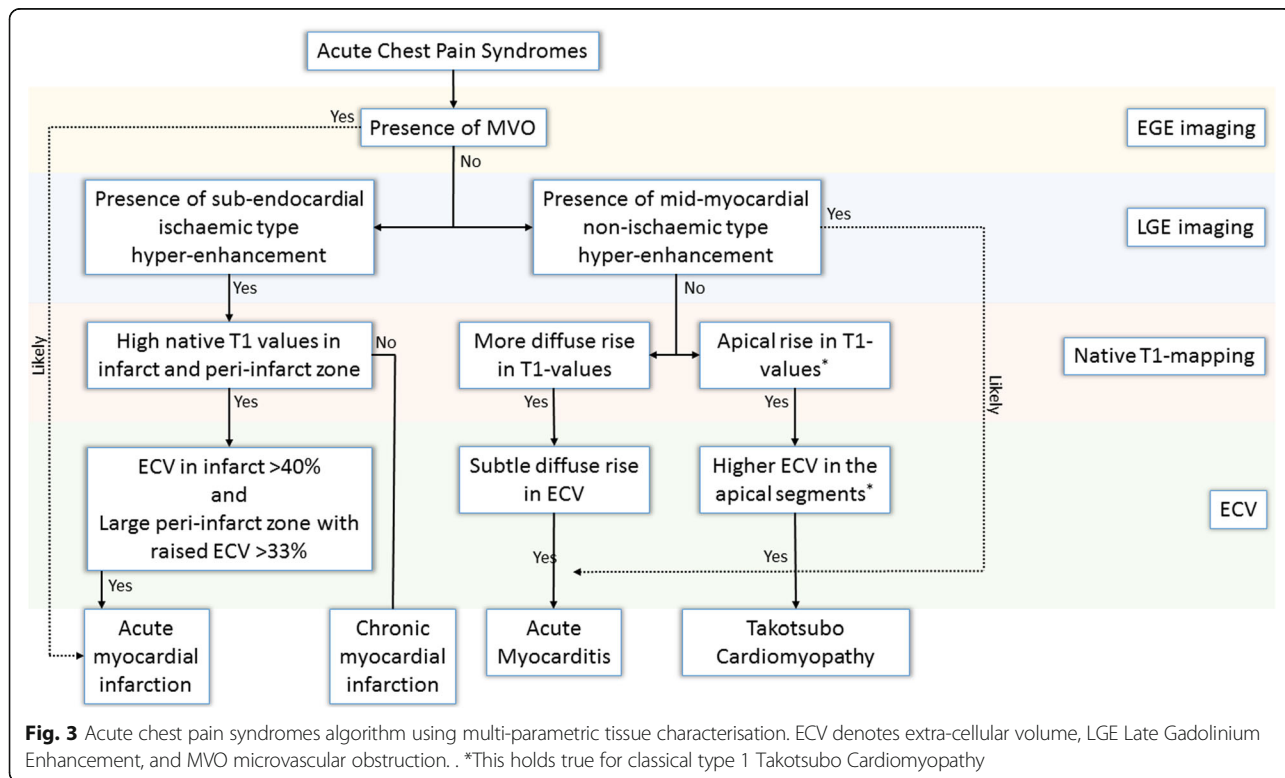 Acute Chest Pain Syndromes
Yes
Presence of MVO
EGE imaging
No
Presence of sub-endocardial
ischaemic type
hyper-enhancement
Presence of mid-myocardial
non-ischaemic type
hyper-enhancement
Yes
LGE imaging
Yes
No
Likely
High native T1 values in
infarct and peri-infarct zone
No
More diffuse rise
in T1-values
Apical rise in T1-
values*
Likely
Native T1-mapping
Yes
Yes
Yes
ECV in infarct >40%
and
Large peri-infarct zone with
raised ECV >33%
Subtle diffuse rise
in ECV
Higher ECV in the
apical segments*
ECV
Yes
Yes
Yes
Acute
myocardial
infarction
Chronic
myocardial
infarction
Acute
Myocarditis
Takotsubo
Cardiomyopathy
Fig. 3 Acute chest pain syndromes algorithm using multi-parametric tissue characterisation. ECV denotes extra-cellular volume, LGE Late Gadolinium
Enhancement, and MVO microvascular obstruction. . *This holds true for classical type 1 Takotsubo Cardiomyopathy